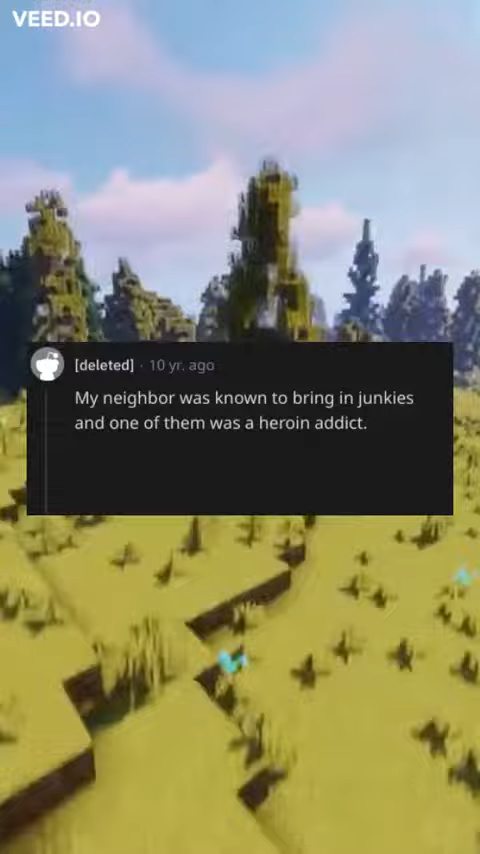 VEED.IO
[deleted] · 10 yr. ago
My neighbor was known to bring in junkies
and one of them was a heroin addict.